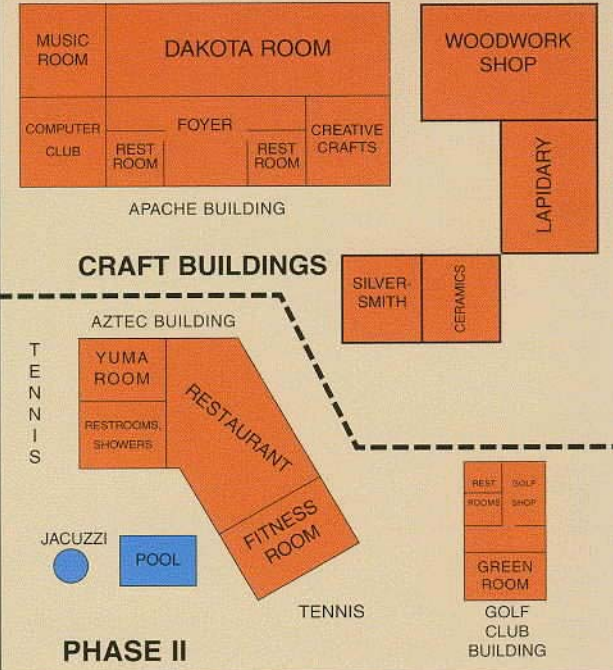 MUSIC
ROOM
DAKOTA ROOM
WOODWORK
SHOP
COMPUTER
CLUB
FOYER
REST
ROOM
REST
ROOM
CREATIVE
CRAFTS
LAPIDARY
APACHE BUILDING
CRAFT BUILDINGS
SILVER-
SMITH
CERAMICS
AZTEC BUILDING
TENNIS
YUMA
ROOM
RESTROOMS,
SHOWERS
RESTAURANT
FITNESS
ROOM
JACUZZI
POOL
REST
ROOMS
GOLF
SHOP
GREEN
ROOM
TENNIS
GOLF
CLUB
BUILDING
PHASE II